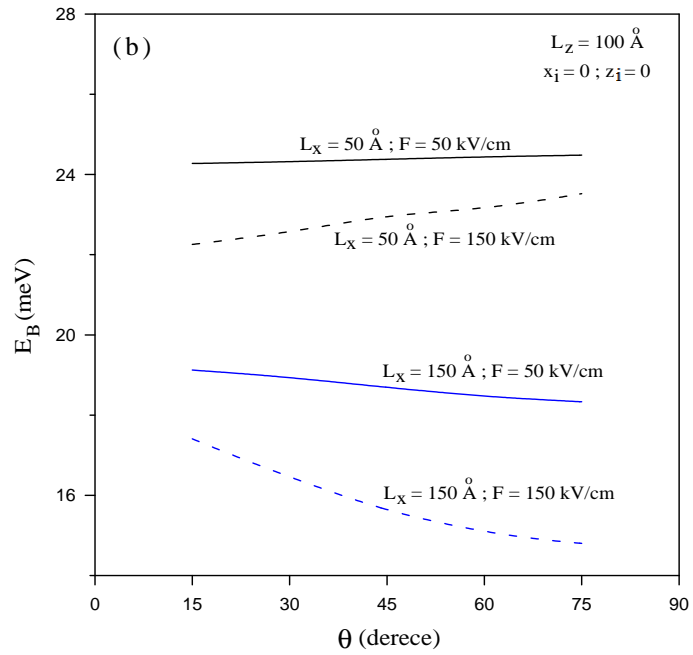 (b)
L_z = 100 Å
x_i = 0 ; z_i = 0
L_x = 50 Å ; F = 50 kV/cm
L_x = 50 Å ; F = 150 kV/cm
L_x = 150 Å ; F = 50 kV/cm
L_x = 150 Å ; F = 150 kV/cm
E_B (meV)
28
24
20
16
0 15 30 45 60 75 90
θ (derece)